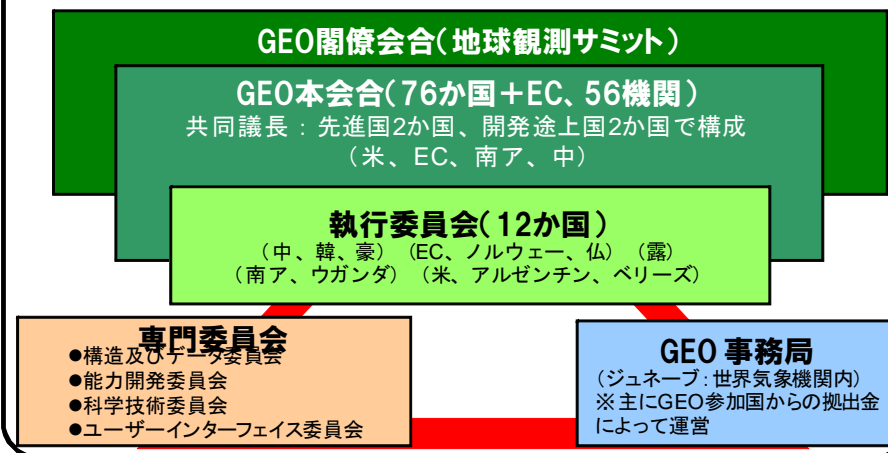 GEO閣僚会合(地球観測サミット)
GEO本会合(76か国+EC、56機関)
共同議長:先進国2か国、開発途上国2か国で構成
(米、EC、南ア、中)
執行委員会(12か国)
(中、韓、豪) (EC、ノルウェー、仏) (露)
(南ア、ウガンダ) (米、アルゼンチン、ベリーズ)
専門委員会
●構造及びデータ委員会
●能力開発委員会
●科学技術委員会
●ユーザーインターフェイス委員会
GEO 事務局
(ジュネーブ:世界気象機関内)
※主にGEO参加国からの拠出金
によって運営